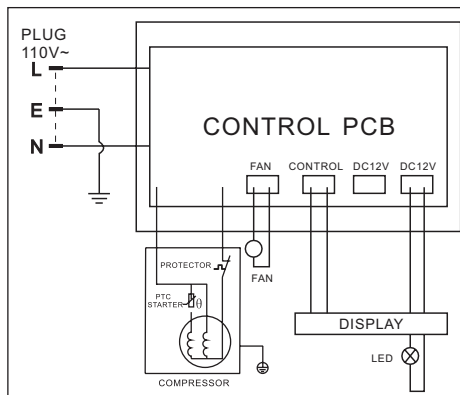 PLUG
110V~
L
E
N
CONTROL PCB
FAN CONTROL DC12V DC12V
PROTECTOR
FAN
PTC
STARTER θ
DISPLAY
LED
COMPRESSOR